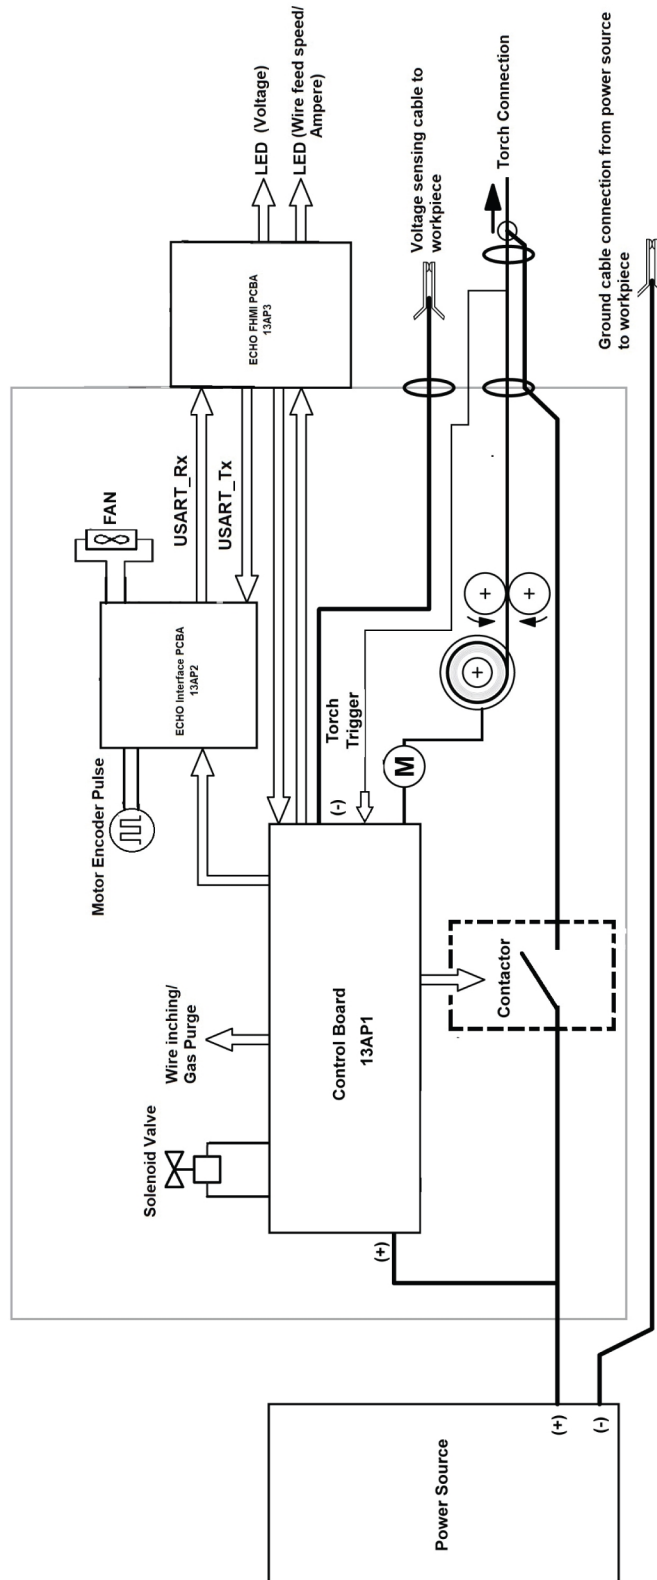 LED (Voltage)
LED (Wire feed speed/
Ampere)
Voltage sensing cable to
workpiece
Torch Connection
Ground cable connection from power source
to workpiece
ECHO FHMI PCBA
13AP3
FAN
USART_Rx
USART_Tx
ECHO Interface PCBA
13AP2
Motor Encoder Pulse
Torch
Trigger
(-)
M
+
+
+
Wire inching/
Gas Purge
Solenoid Valve
Control Board
13AP1
Contactor
(+)
Power Source
(+)
(-)